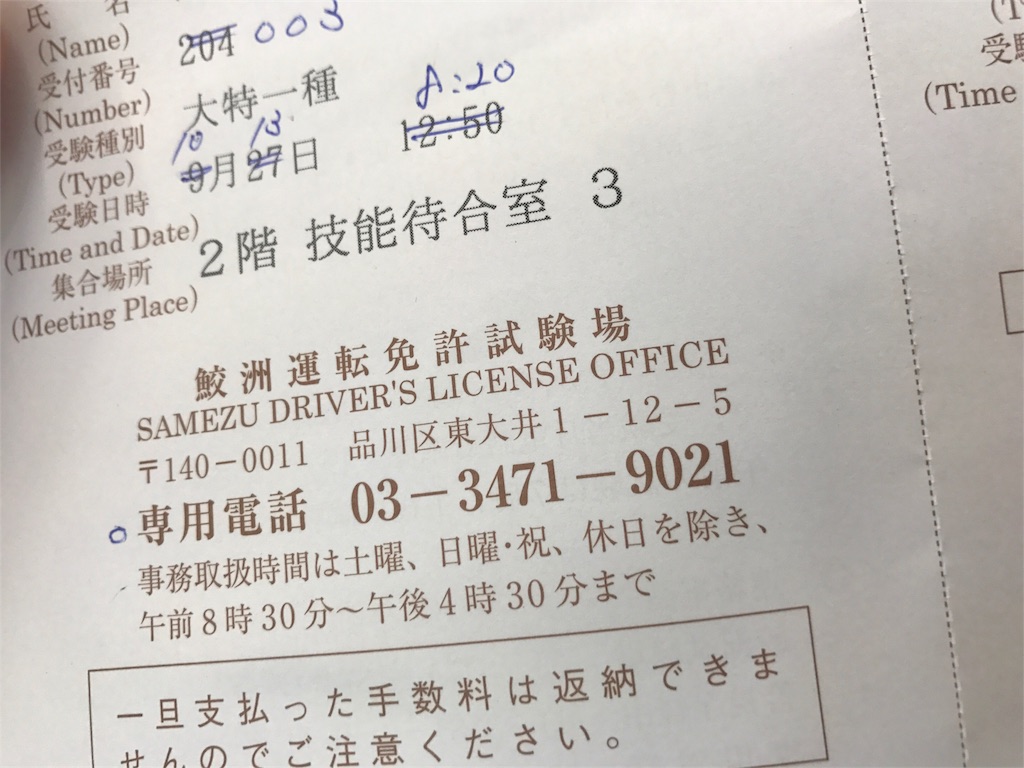 氏 名
(Name)
受付番号
(Number)
204 003
受験種別
(Type)
大特一種
受験日時
(Time and Date)
10 13
9月27日
:20
12:50
集合場所
(Meeting Place)
2階 技能待合室 3
鮫洲運転免許試験場
SAMEZU DRIVER'S LICENSE OFFICE
〒140-0011 品川区東大井1-12-5
専用電話 03-3471-9021
事務取扱時間は土曜、日曜・祝、休日を除き、
午前8時30分~午後4時30分まで
一旦支払った手数料は返納できま
せんのでご注意ください。
受
(Time